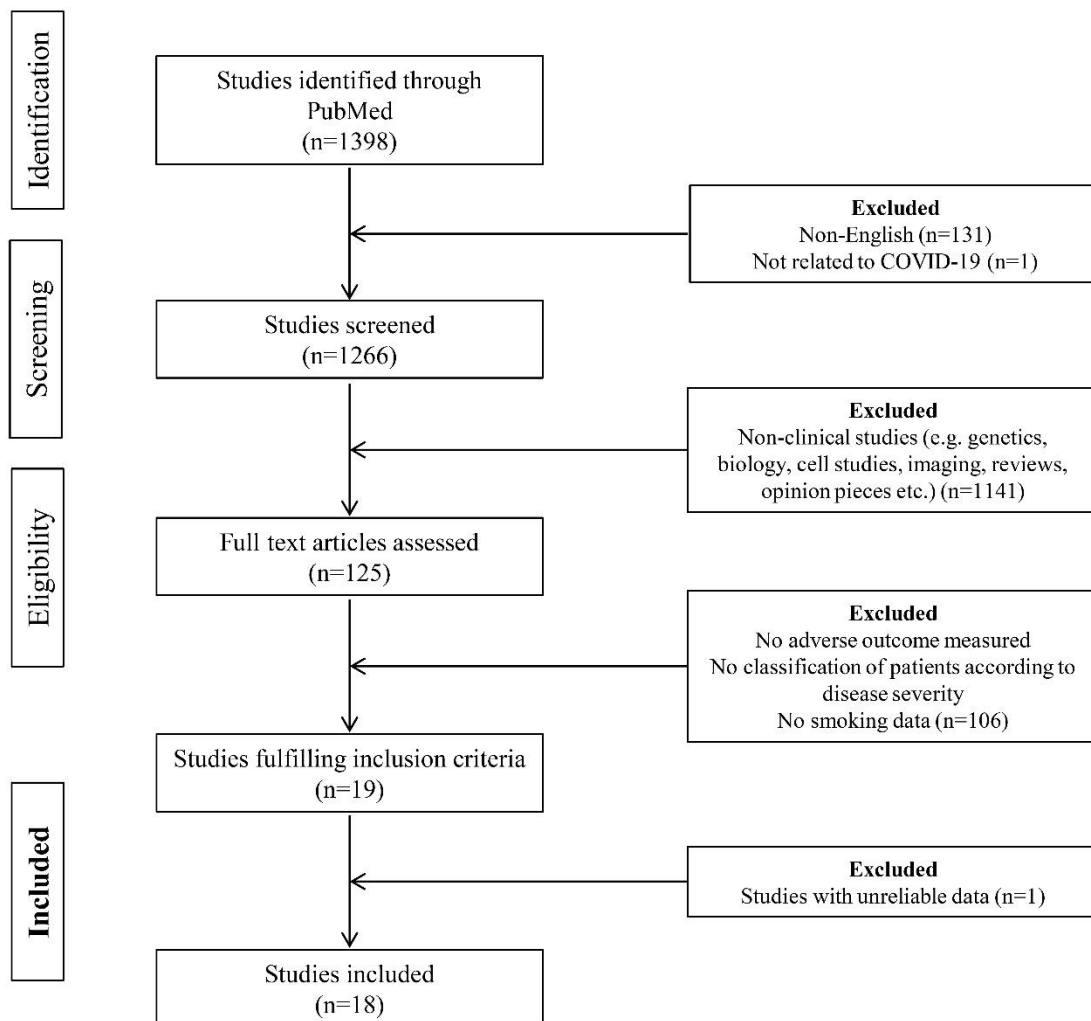 Identification
Studies identified through
PubMed
(n=1398)
Excluded
Non-English (n=131)
Not related to COVID-19 (n=1)
Screening
Studies screened
(n=1266)
Excluded
Non-clinical studies (e.g. genetics,
biology, cell studies, imaging, reviews,
opinion pieces etc.) (n=1141)
Eligibility
Full text articles assessed
(n=125)
Excluded
No adverse outcome measured
No classification of patients according to
disease severity
No smoking data (n=106)
Studies fulfilling inclusion criteria
(n=19)
Included
Excluded
Studies with unreliable data (n=1)
Studies included
(n=18)